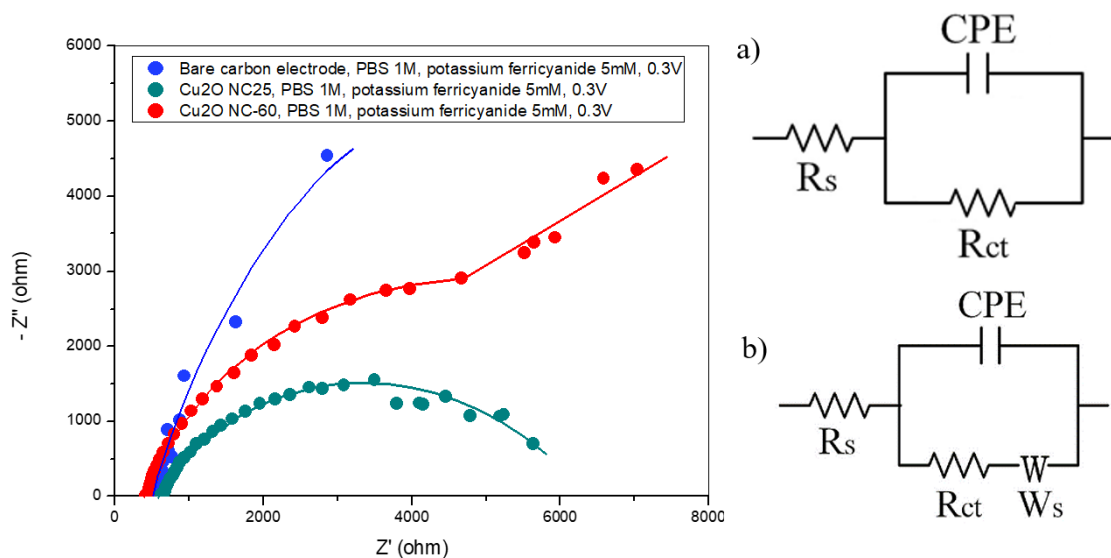 6000
5000
4000
3000
2000
1000
0
- Z" (ohm)
Bare carbon electrode, PBS 1M, potassium ferricyanide 5mM, 0.3V
Cu2O NC25, PBS 1M, potassium ferricyanide 5mM, 0.3V
Cu2O NC-60, PBS 1M, potassium ferricyanide 5mM, 0.3V
0 2000 4000 6000 8000
Z' (ohm)
a)
CPE
Rs
Rct
b)
CPE
Rs
Rct
W
Ws